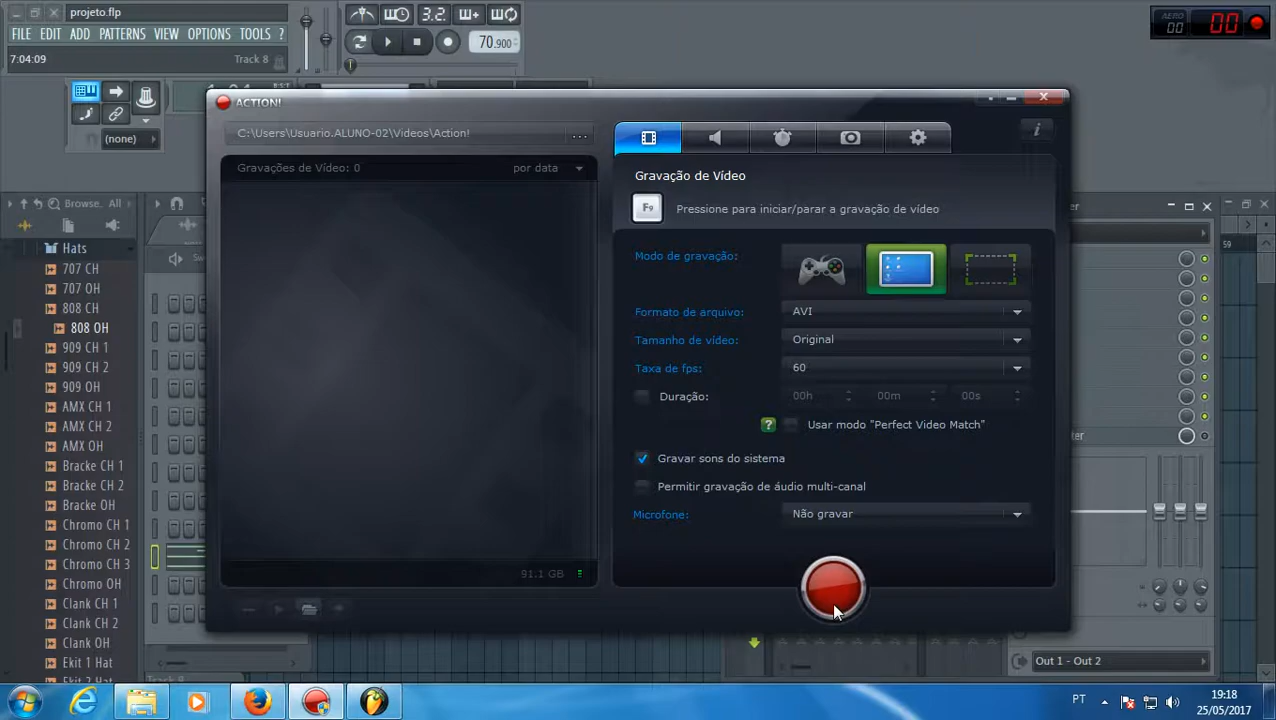 projeto.flp
FILE EDIT ADD PATTERNS VIEW OPTIONS TOOLS ?
3.2.
70.900
7:04:09 Track 8
AERO 00 00
(none)
ACTION!
C:\Users\Usuario.ALUNO-02\Videos\Action! ...
Gravações de Vídeo: 0 por data
Gravação de Vídeo
F9 Pressione para iniciar/parar a gravação de vídeo
Modo de gravação:
Formato de arquivo: AVI
Tamanho de vídeo: Original
Taxa de fps: 60
Duração: 00h 00m 00s
? Usar modo "Perfect Video Match"
Gravar sons do sistema
Permitir gravação de áudio multi-canal
Microfone: Não gravar
91.1 GB
Browse.. All
Hats
707 CH
707 OH
808 CH
808 OH
909 CH 1
909 CH 2
909 OH
AMX CH 1
AMX CH 2
AMX OH
Bracke CH 1
Bracke CH 2
Bracke OH
Chromo CH 1
Chromo CH 2
Chromo CH 3
Chromo OH
Clank CH 1
Clank CH 2
Clank OH
Ekit 1 Hat
59
Out 1 - Out 2
PT
19:18
25/05/2017